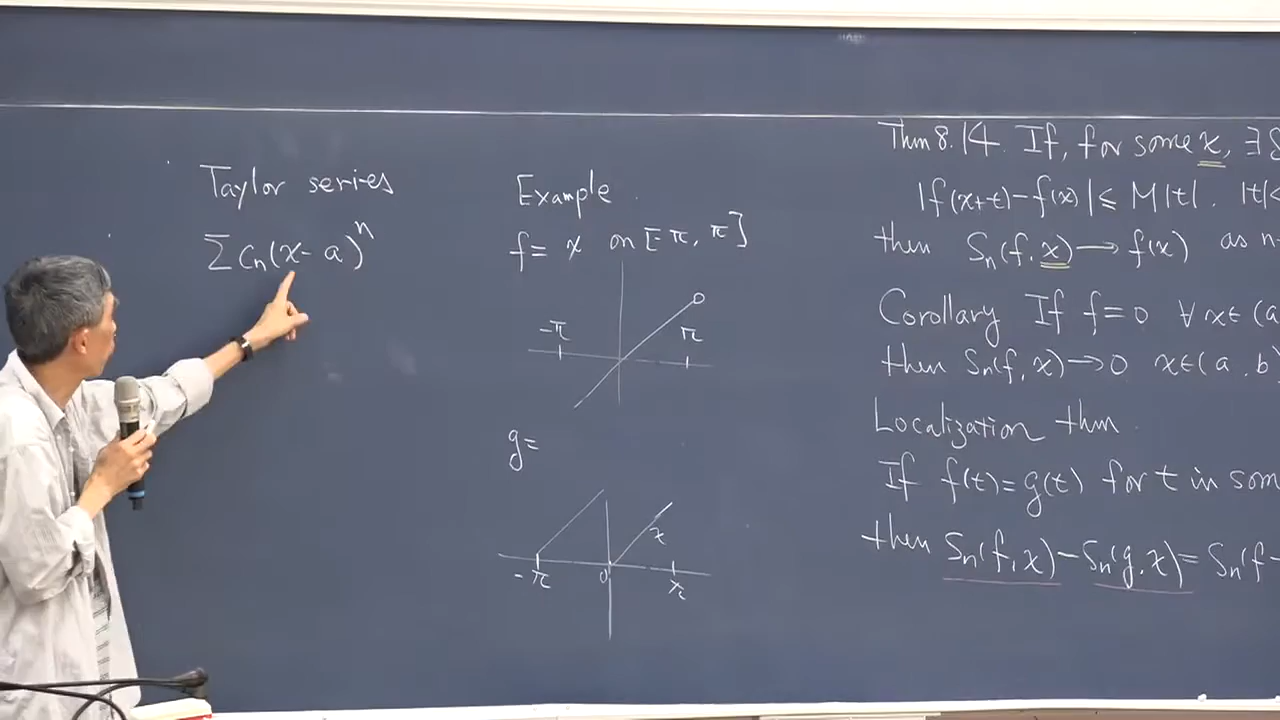 Taylor series
Σ cₙ(x-a)ⁿ
Example
f= x on [-π, π]
-π
π
g=
x
-π
0
π
Thm 8.14. If, for some x, ∃
|f(x+t)-f(x)| ≤ M|t|. |t|<
then Sₙ(f, x) → f(x) as n
Corollary If f=0 ∀x∈(a
then Sₙ(f, x)→0 x∈(a, b)
Localization thm.
If f(t)=g(t) for t in som
then Sₙ(f, x)-Sₙ(g, x)= Sₙ(f-